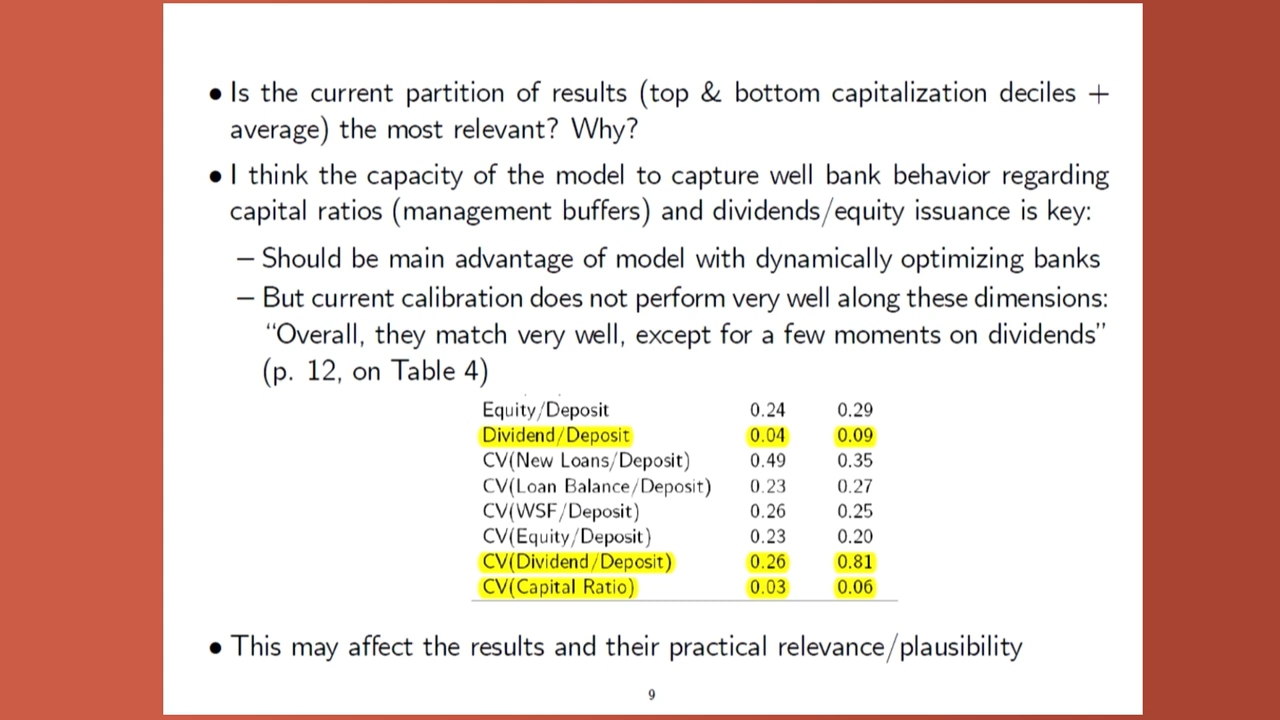 • Is the current partition of results (top & bottom capitalization deciles +
average) the most relevant? Why?
• I think the capacity of the model to capture well bank behavior regarding
capital ratios (management buffers) and dividends/equity issuance is key:
– Should be main advantage of model with dynamically optimizing banks
– But current calibration does not perform very well along these dimensions:
“Overall, they match very well, except for a few moments on dividends”
(p. 12, on Table 4)
Equity/Deposit 0.24 0.29
Dividend/Deposit 0.04 0.09
CV(New Loans/Deposit) 0.49 0.35
CV(Loan Balance/Deposit) 0.23 0.27
CV(WSF/Deposit) 0.26 0.25
CV(Equity/Deposit) 0.23 0.20
CV(Dividend/Deposit) 0.26 0.81
CV(Capital Ratio) 0.03 0.06
• This may affect the results and their practical relevance/plausibility
9